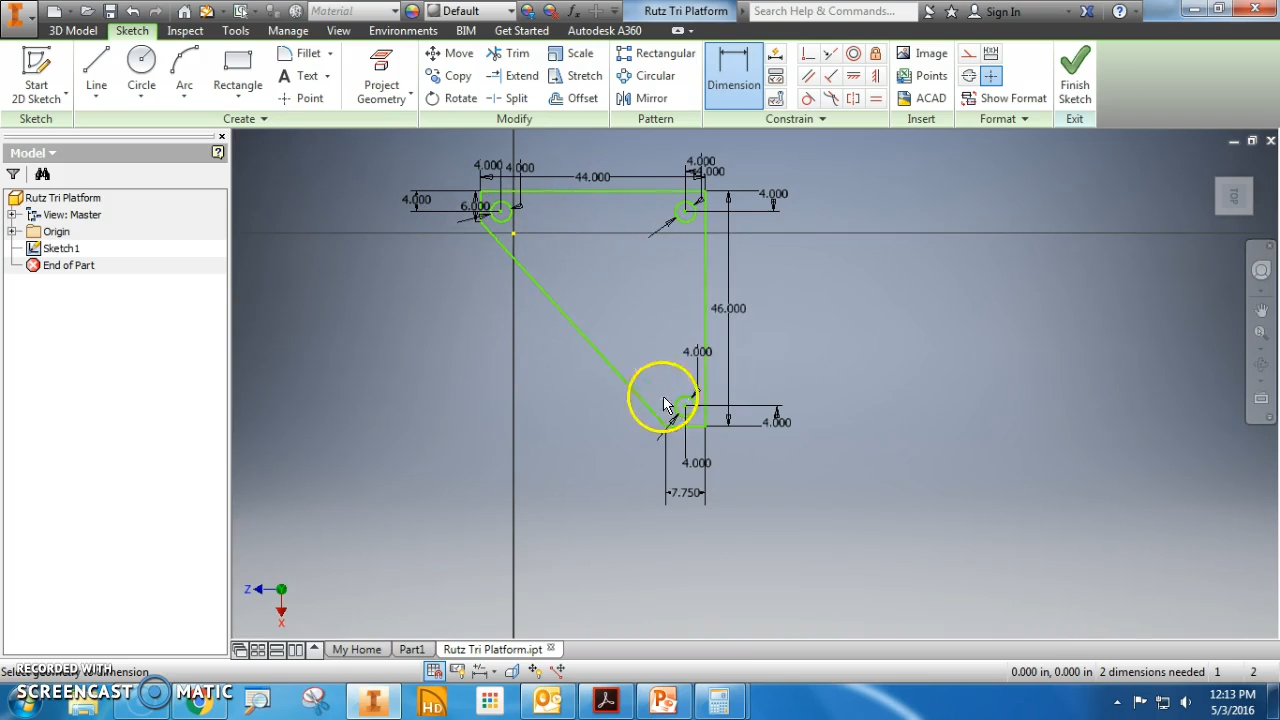 Material
Default
Rutz Tri Platform
Search Help & Commands...
Sign In
3D Model
Sketch
Inspect
Tools
Manage
View
Environments
BIM
Get Started
Autodesk A360
Start
2D Sketch
Line
Circle
Arc
Rectangle
Fillet
Text
Point
Project
Geometry
Move
Copy
Rotate
Trim
Extend
Split
Scale
Stretch
Offset
Rectangular
Circular
Mirror
Dimension
Image
Points
ACAD
Show Format
Finish
Sketch
Sketch
Create
Modify
Pattern
Constrain
Insert
Format
Exit
Model
Rutz Tri Platform
View: Master
Origin
Sketch1
End of Part
4.000
4.000
44.000
4.000
4.000
4.000
6.000
4.000
46.000
4.000
4.000
4.000
7.750
TOP
Z
X
My Home
Part1
Rutz Tri Platform.ipt
Select geometry to dimension
0.000 in, 0.000 in
2 dimensions needed
1
2
RECORDED WITH
SCREENCAST MATIC
12:13 PM
5/3/2016